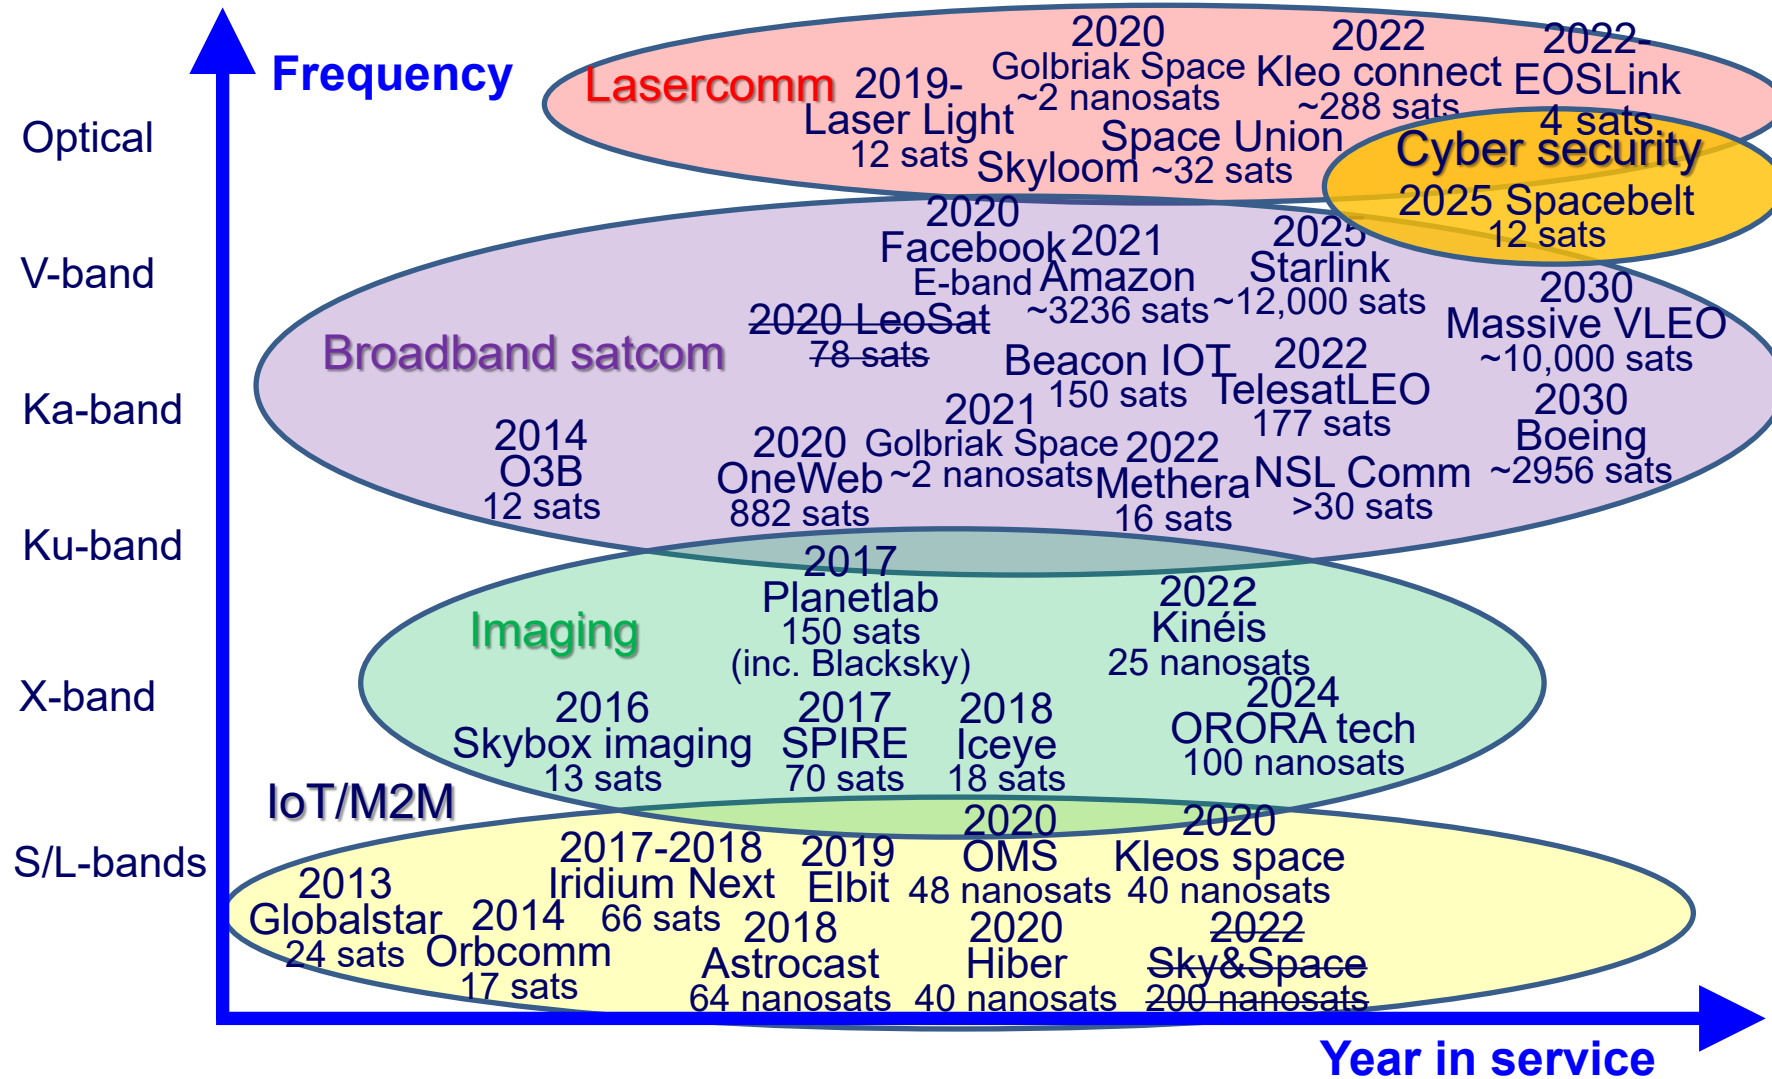 Frequency
Optical
V-band
Ka-band
Ku-band
X-band
S/L-bands
Lasercomm
2019-
Laser Light
12 sats
2020
Golbriak Space
~2 nanosats
Skyloom
Space Union
~32 sats
2022
Kleo connect
~288 sats
2022-
EOSLink
4 sats
Cyber security
2025 Spacebelt
12 sats
Broadband satcom
2020
Facebook
E-band
2021
Amazon
~3236 sats
2025
Starlink
~12,000 sats
2030
Massive VLEO
~10,000 sats
2020 LeoSat
78 sats
Beacon IOT
150 sats
2022
TelesatLEO
177 sats
2030
Boeing
~2956 sats
2014
O3B
12 sats
2020
OneWeb
882 sats
2021
Golbriak Space
~2 nanosats
2022
Methera
16 sats
NSL Comm
>30 sats
Imaging
2017
Planetlab
150 sats
(inc. Blacksky)
2022
Kinéis
25 nanosats
2016
Skybox imaging
13 sats
2017
SPIRE
70 sats
2018
Iceye
18 sats
2024
ORORA tech
100 nanosats
IoT/M2M
2013
Globalstar
24 sats
2014
Orbcomm
17 sats
2017-2018
Iridium Next
66 sats
2019
Elbit
2020
OMS
48 nanosats
2020
Kleos space
40 nanosats
2018
Astrocast
64 nanosats
2020
Hiber
40 nanosats
2022
Sky&Space
200 nanosats
Year in service